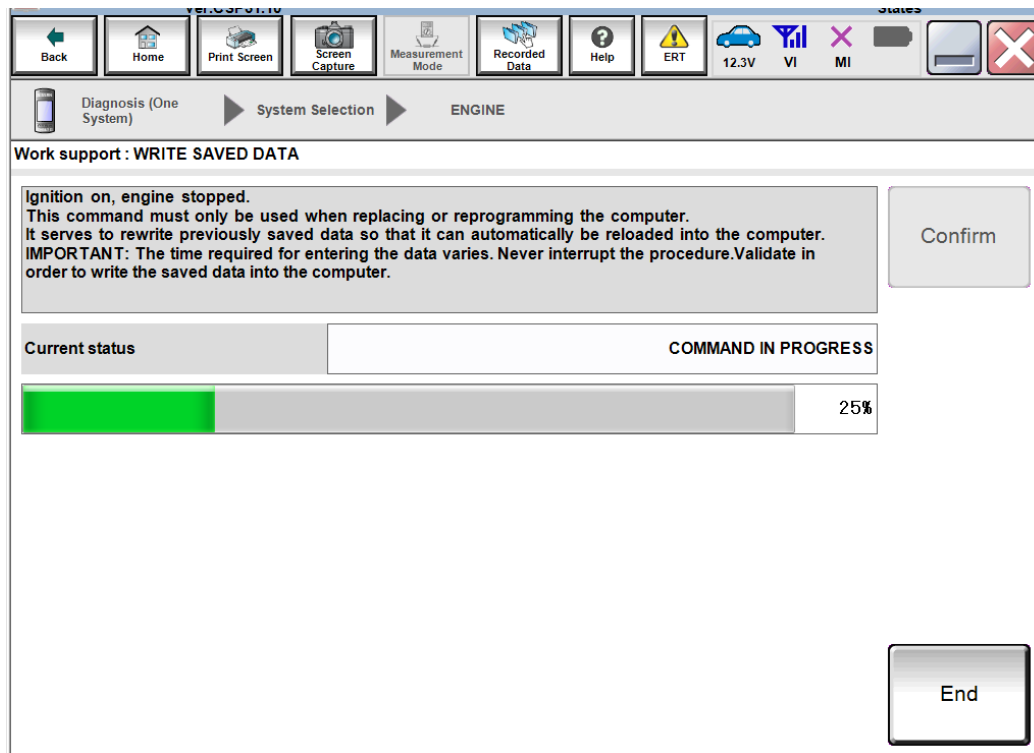 Ver.CSP31.10
States
Back
Home
Print Screen
Screen
Capture
Measurement
Mode
Recorded
Data
Help
ERT
12.3V
VI
MI
Diagnosis (One
System)
System Selection
ENGINE
Work support : WRITE SAVED DATA
Ignition on, engine stopped.
This command must only be used when replacing or reprogramming the computer.
It serves to rewrite previously saved data so that it can automatically be reloaded into the computer.
IMPORTANT: The time required for entering the data varies. Never interrupt the procedure.Validate in
order to write the saved data into the computer.
Confirm
Current status
COMMAND IN PROGRESS
25%
End